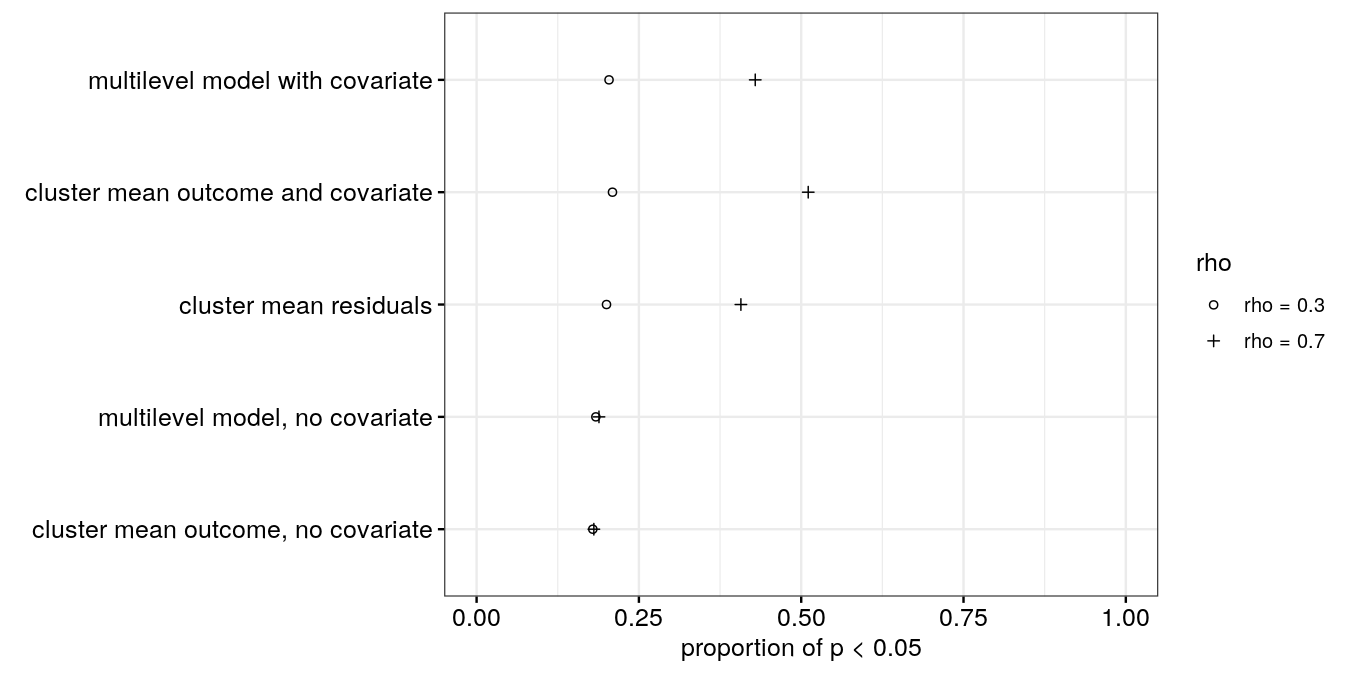 multilevel model with covariate
cluster mean outcome and covariate
cluster mean residuals
multilevel model, no covariate
cluster mean outcome, no covariate
0.00 0.25 0.50 0.75 1.00
proportion of p < 0.05
rho
rho = 0.3
rho = 0.7